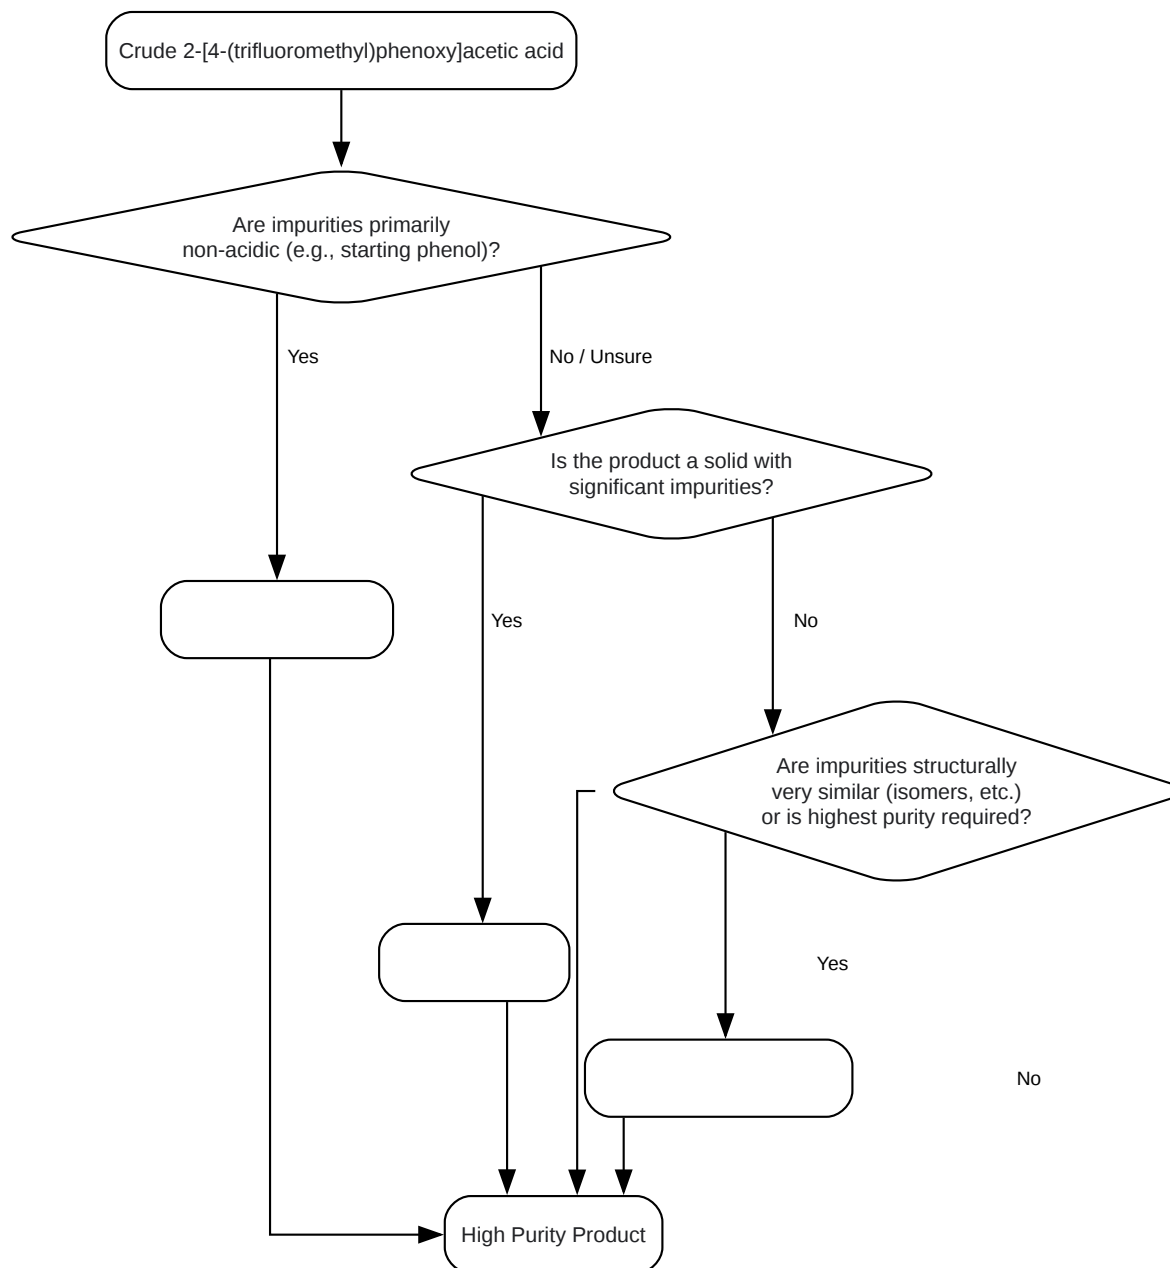 Crude 2-[4-(trifluoromethyl)phenoxy]acetic acid
Are impurities primarily
non-acidic (e.g., starting phenol)?
Yes
No / Unsure
Is the product a solid with
significant impurities?
Yes
No
Are impurities structurally
very similar (isomers, etc.)
or is highest purity required?
Yes
No
High Purity Product